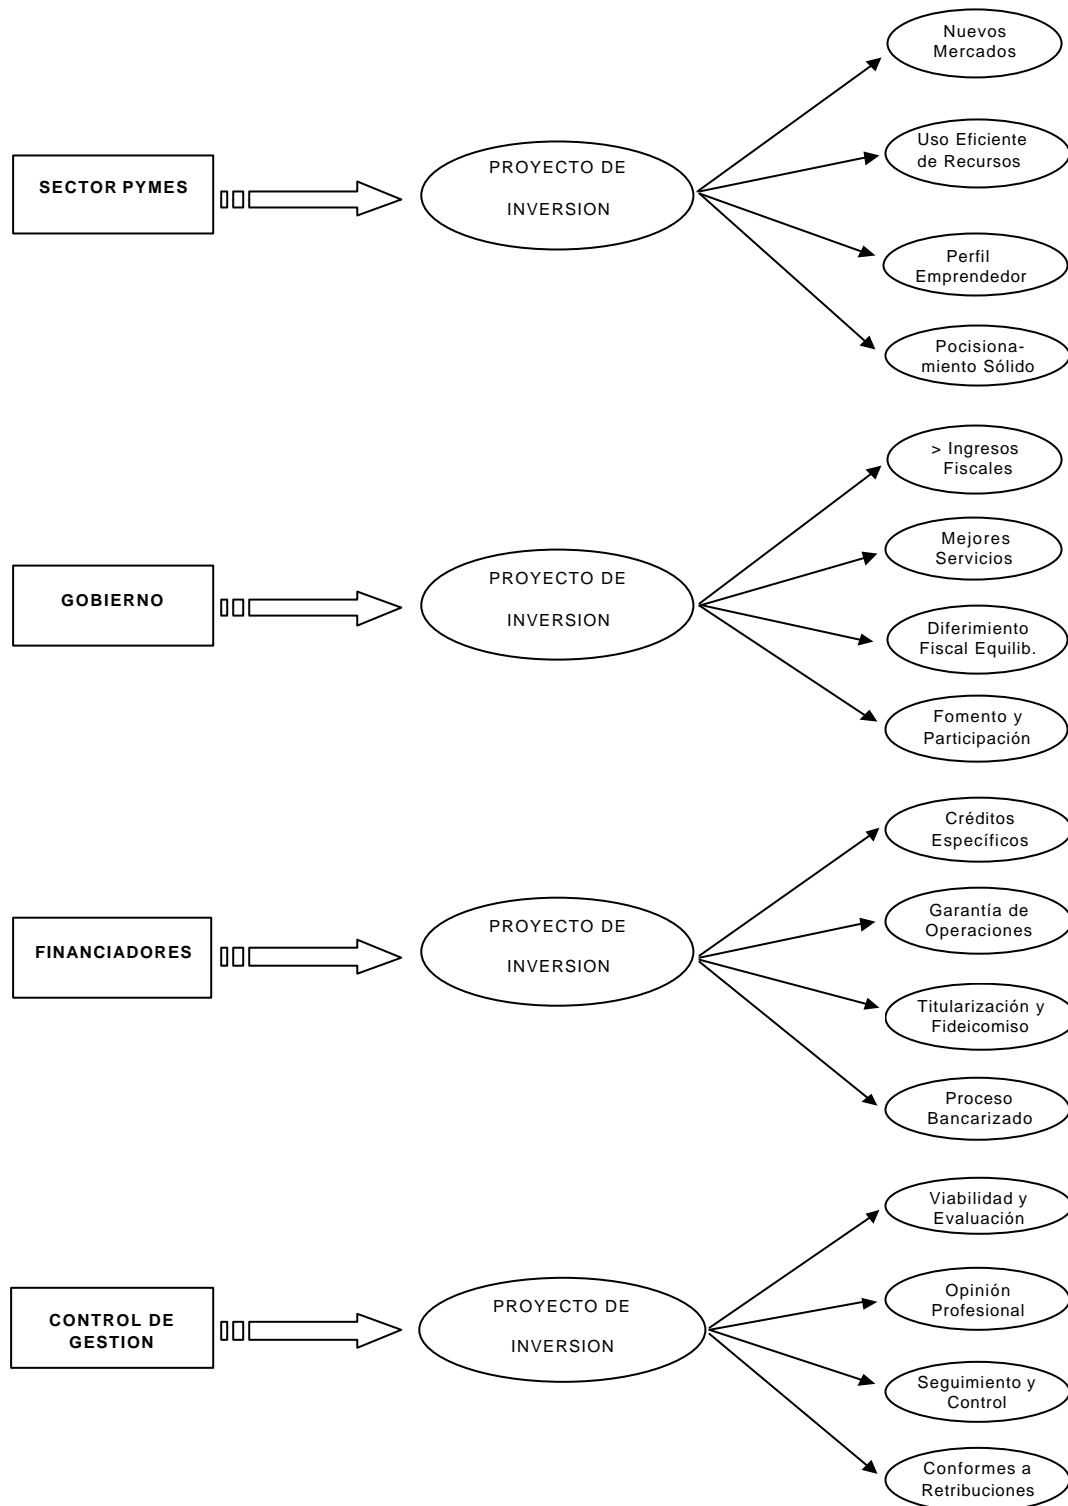 Nuevos
Mercados
Uso Eficiente
de Recursos
SECTOR PYMES
PROYECTO DE
INVERSION
Perfil
Emprendedor
Pocisiona-
miento Sólido
> Ingresos
Fiscales
Mejores
Servicios
GOBIERNO
PROYECTO DE
INVERSION
Diferimiento
Fiscal Equilib.
Fomento y
Participación
Créditos
Específicos
Garantía de
Operaciones
FINANCIADORES
PROYECTO DE
INVERSION
Titularización y
Fideicomiso
Proceso
Bancarizado
Viabilidad y
Evaluación
Opinión
Profesional
CONTROL DE
GESTION
PROYECTO DE
INVERSION
Seguimiento y
Control
Conformes a
Retribuciones